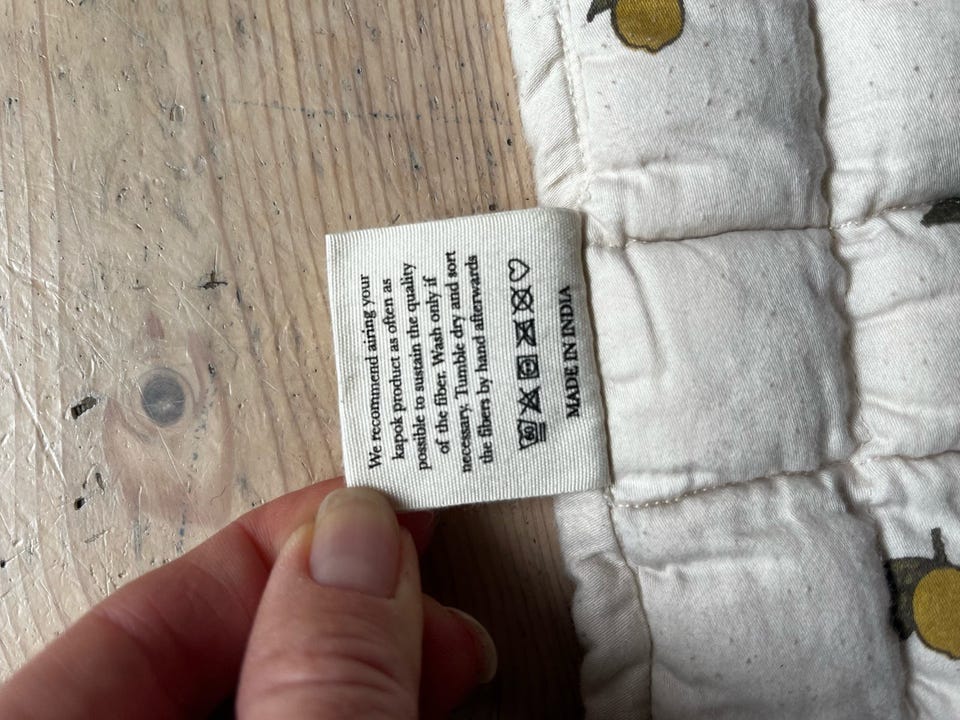 We recommend airing your
kapok product as often as
possible to sustain the quality
of the fiber. Wash only if
necessary. Tumble dry and sort
the fibers by hand afterwards
MADE IN INDIA